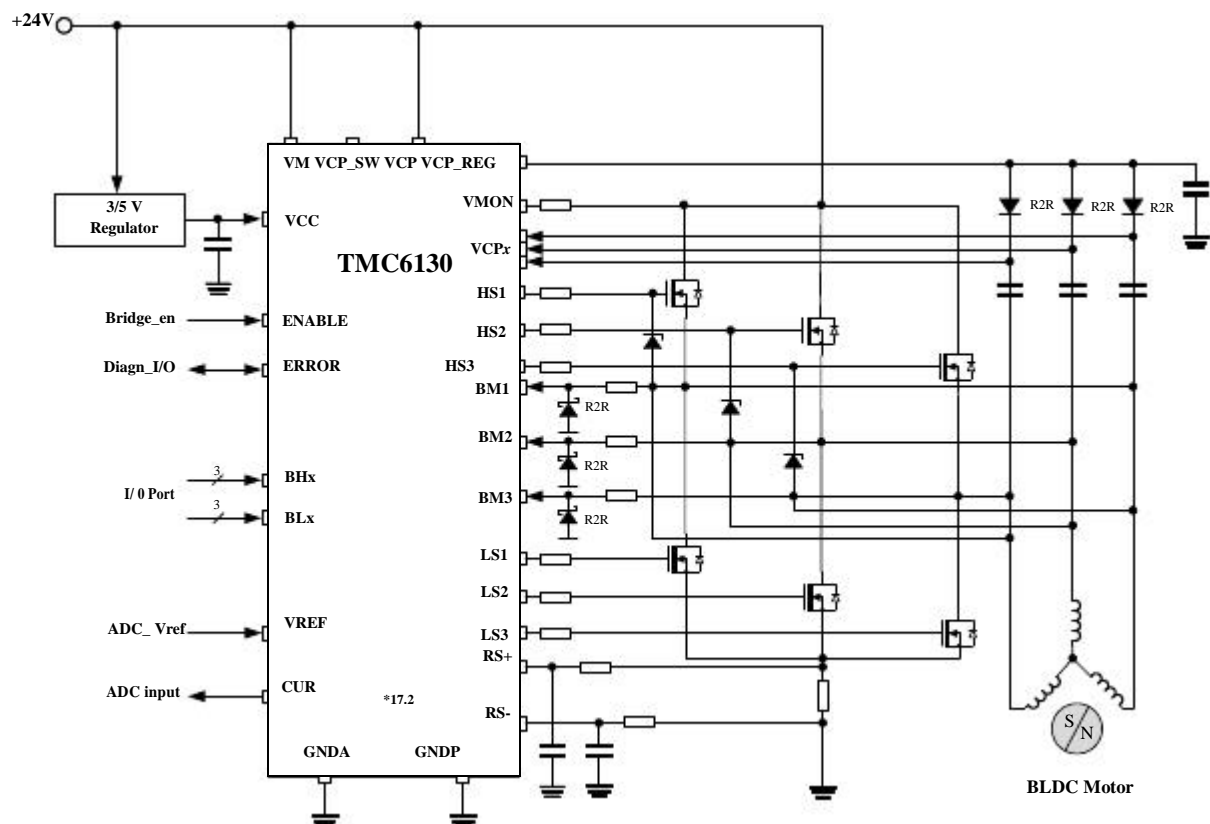 +24V
VM VCP_SW VCP VCP_REG
3/5 V
Regulator
VCC
VMON
R2R
R2R
R2R
VCPx
TMC6130
HS1
Bridge_en
ENABLE
HS2
Diagn_I/O
ERROR
HS3
BM1
R2R
BM2
R2R
3
BHx
I/ 0 Port
BM3
3
BLx
R2R
LS1
LS2
ADC_ Vref
VREF
LS3
RS+
ADC input
CUR
*17.2
RS-
S
N
GNDA
GNDP
BLDC Motor